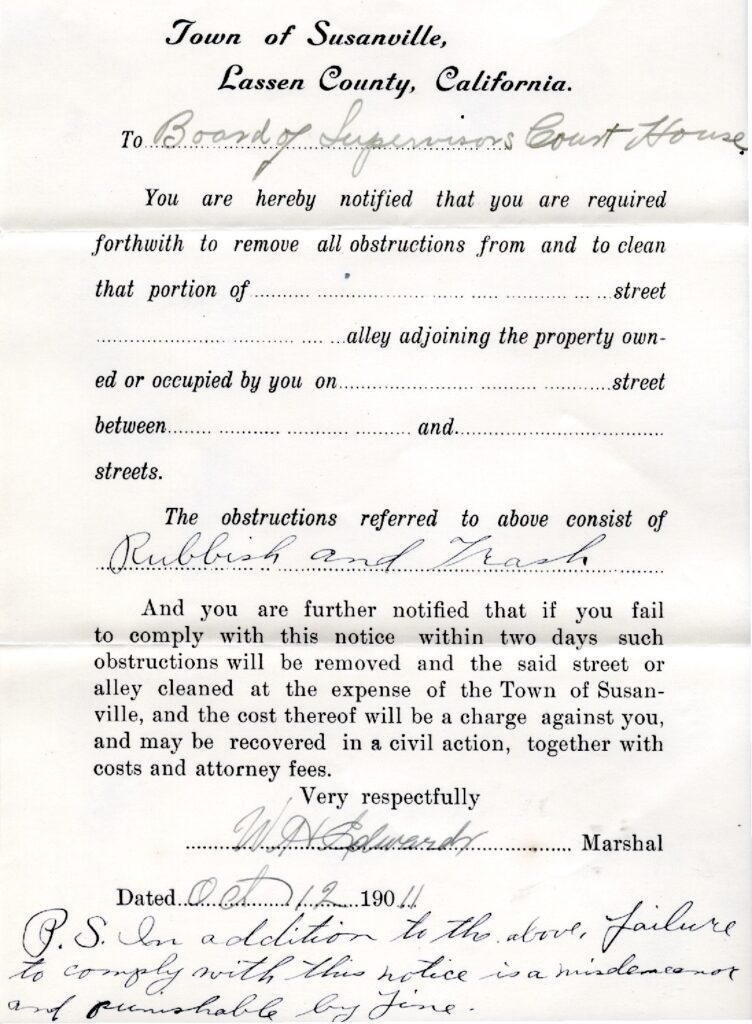 Town of Susanville,
Lassen County, California.
To Board of Supervisors Court House.
You are hereby notified that you are required
forthwith to remove all obstructions from and to clean
that portion of .......... street
.......... alley adjoining the property own-
ed or occupied by you on .......... street
between .......... and ..........
streets.
The obstructions referred to above consist of
Rubbish and Trash
And you are further notified that if you fail
to comply with this notice within two days such
obstructions will be removed and the said street or
alley cleaned at the expense of the Town of Susan-
ville, and the cost thereof will be a charge against you,
and may be recovered in a civil action, together with
costs and attorney fees.
Very respectfully
W H Edwards Marshal
Dated Oct 12 190 11
P.S. In addition to the above, failure
to comply with this notice is a misdemeanor
and punishable by fine.